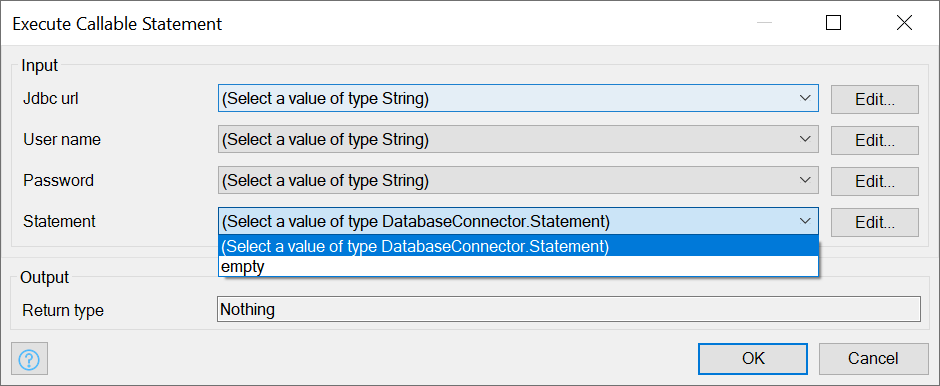 Execute Callable Statement
Input
Jdbc url (Select a value of type String) Edit...
User name (Select a value of type String) Edit...
Password (Select a value of type String) Edit...
Statement (Select a value of type DatabaseConnector.Statement) Edit...
(Select a value of type DatabaseConnector.Statement)
empty
Output
Return type Nothing
? OK Cancel